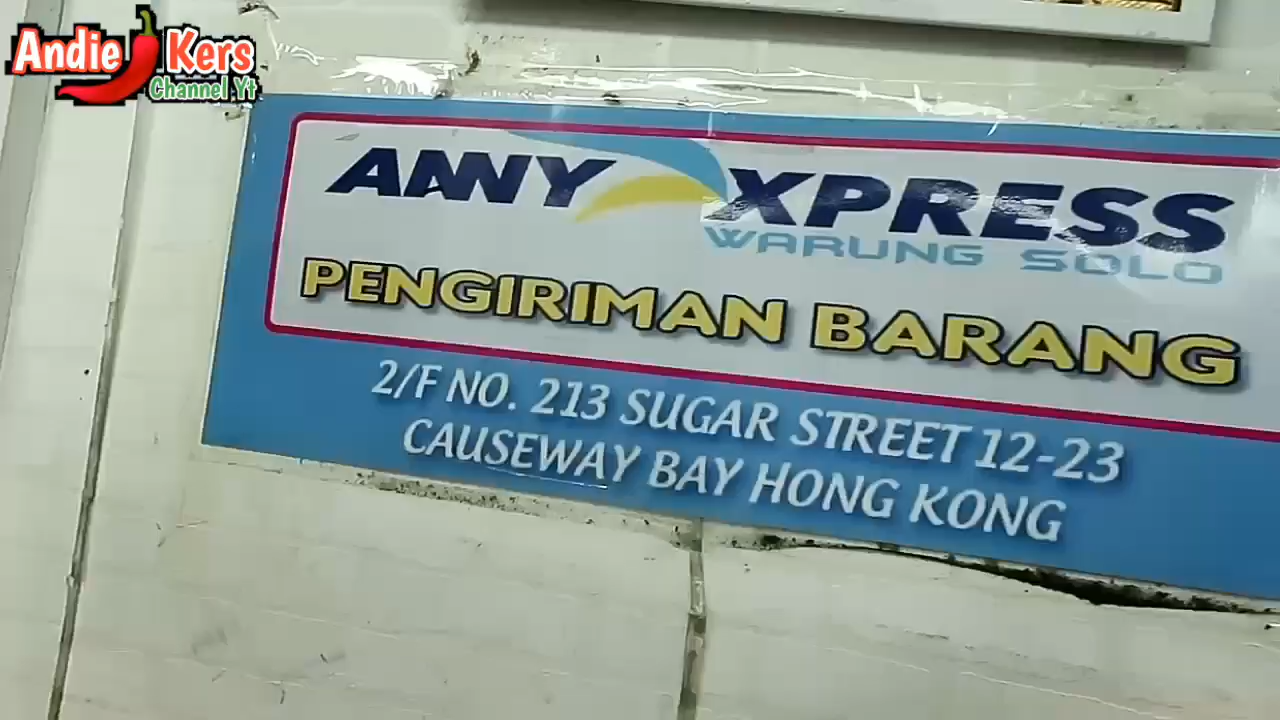 Andie Kers
Channel Yt
ANNY XPRESS
WARUNG SOLO
PENGIRIMAN BARANG
2/F NO. 213 SUGAR STREET 12-23
CAUSEWAY BAY HONG KONG